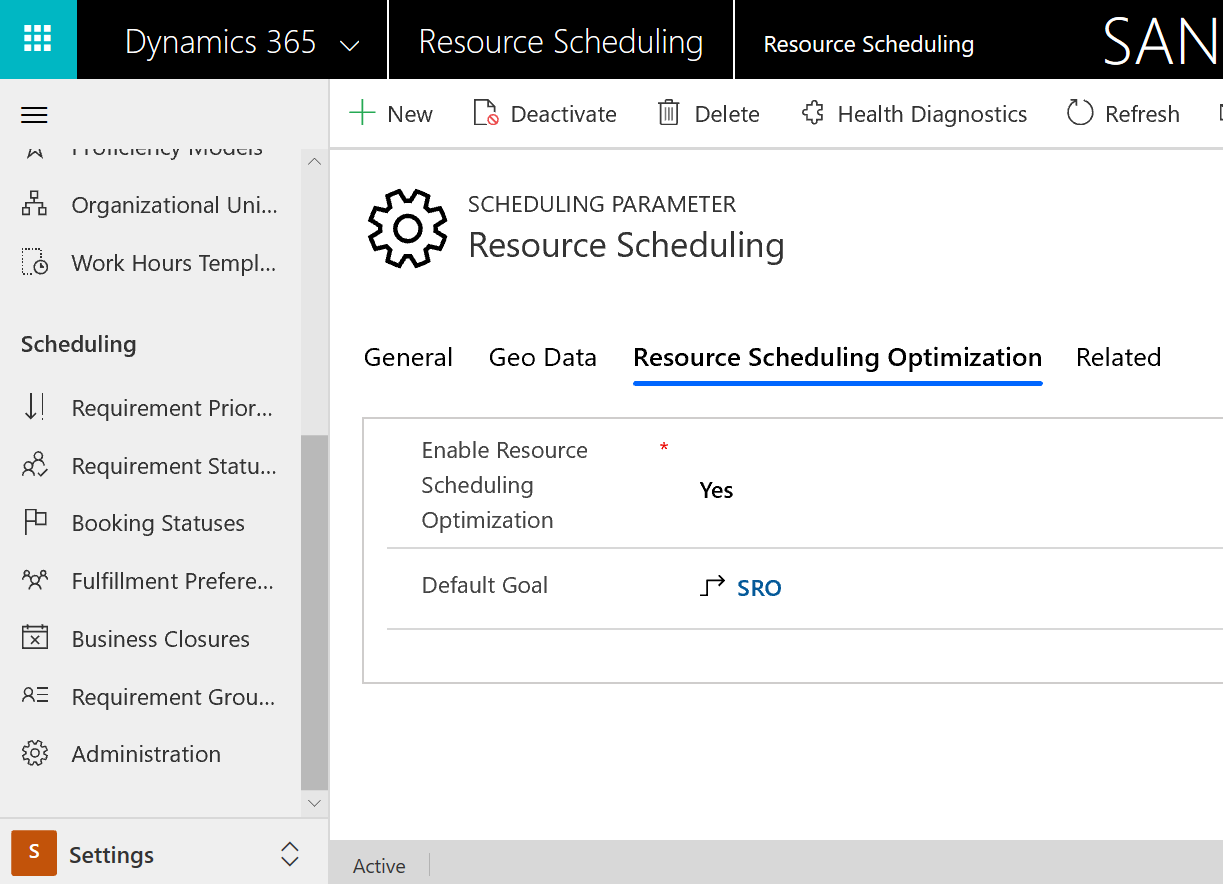 Dynamics 365 Resource Scheduling Resource Scheduling SAN
New Deactivate Delete Health Diagnostics Refresh
Proficiency Models
Organizational Uni...
Work Hours Templ...
Scheduling
Requirement Prior...
Requirement Statu...
Booking Statuses
Fulfillment Prefere...
Business Closures
Requirement Grou...
Administration
S Settings
SCHEDULING PARAMETER
Resource Scheduling
General Geo Data Resource Scheduling Optimization Related
Enable Resource *
Scheduling
Yes
Optimization
Default Goal SRO
Active